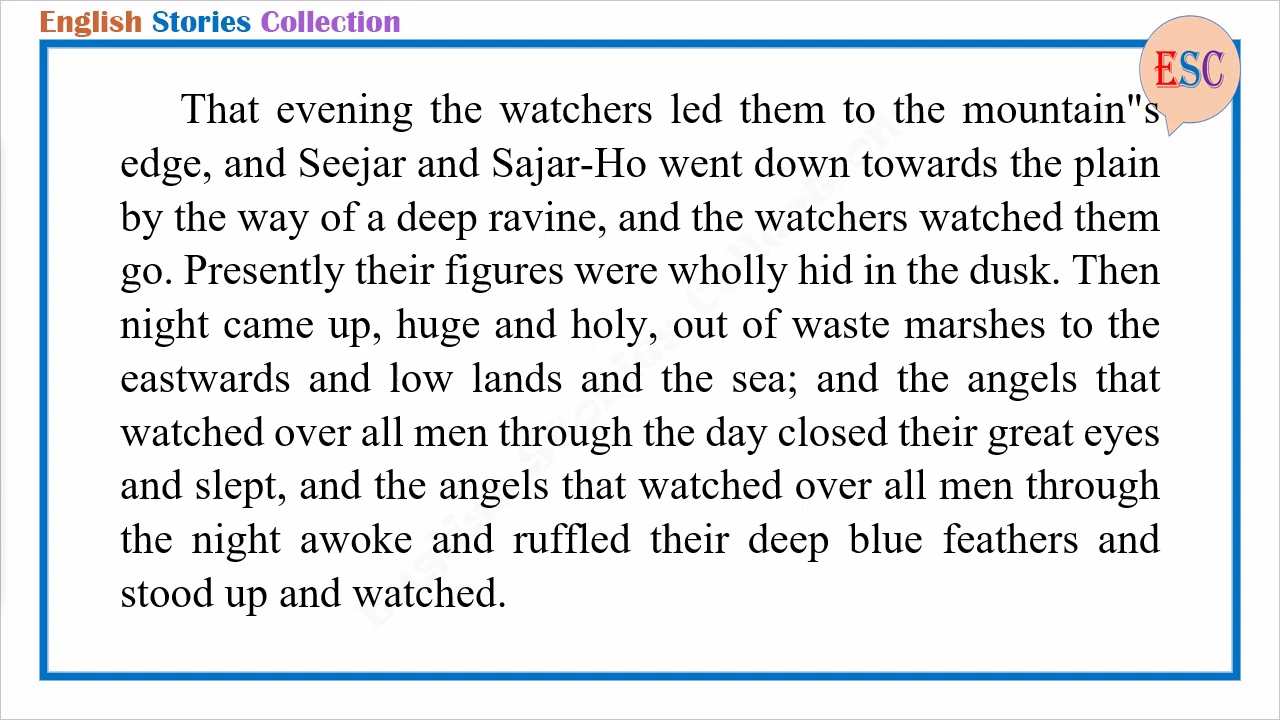 English Stories Collection
ESC
That evening the watchers led them to the mountain"s
edge, and Seejar and Sajar-Ho went down towards the plain
by the way of a deep ravine, and the watchers watched them
go. Presently their figures were wholly hid in the dusk. Then
night came up, huge and holy, out of waste marshes to the
eastwards and low lands and the sea; and the angels that
watched over all men through the day closed their great eyes
and slept, and the angels that watched over all men through
the night awoke and ruffled their deep blue feathers and
stood up and watched.
English Stories Collection